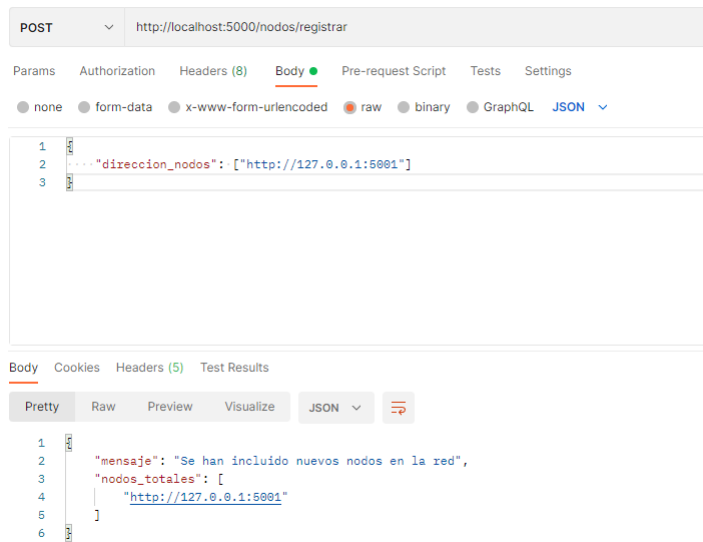 POST http://localhost:5000/nodos/registrar
Params Authorization Headers (8) Body Pre-request Script Tests Settings
none form-data x-www-form-urlencoded raw binary GraphQL JSON
1 {
2 ····"direccion_nodos":·["http://127.0.0.1:5001"]
3 }
Body Cookies Headers (5) Test Results
Pretty Raw Preview Visualize JSON
1 {
2 "mensaje": "Se han incluido nuevos nodos en la red",
3 "nodos_totales": [
4 "http://127.0.0.1:5001"
5 ]
6 }